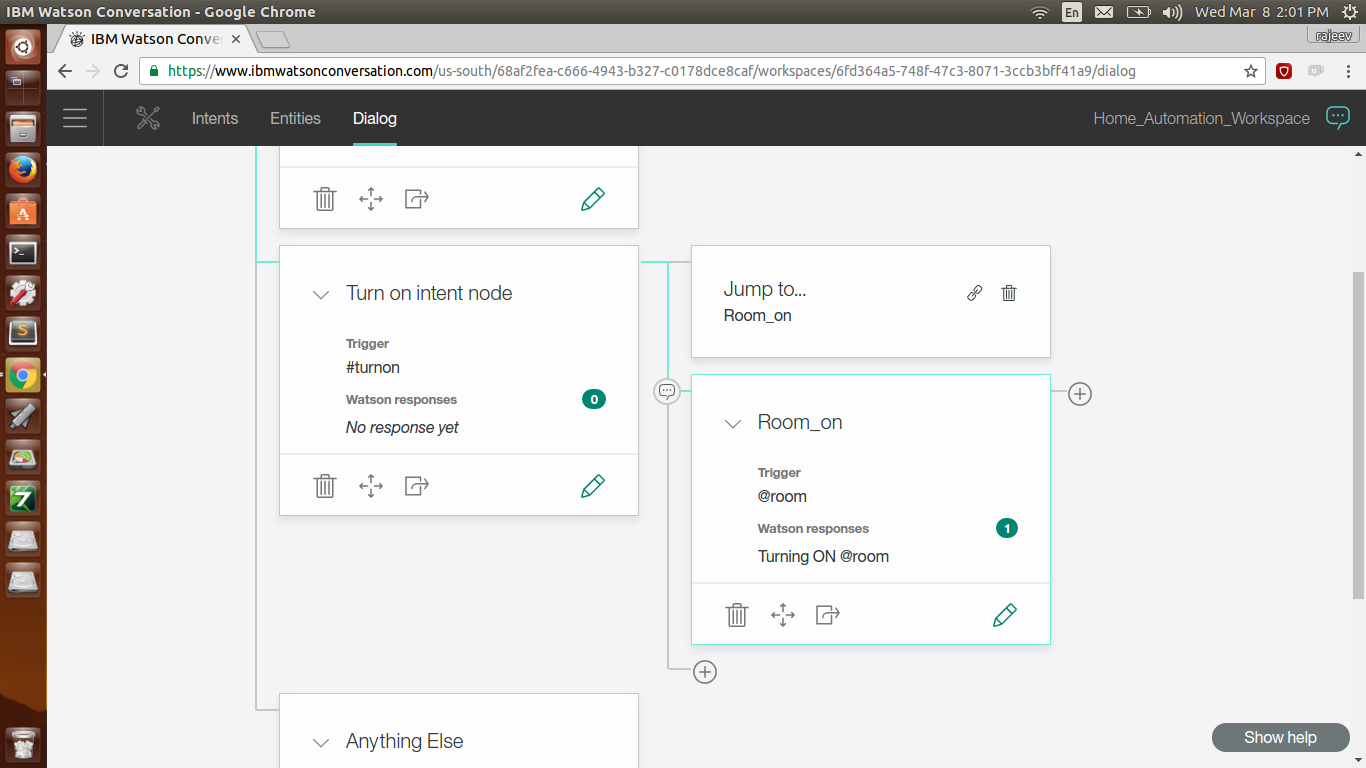 IBM Watson Conversation - Google Chrome
En
Wed Mar 8 2:01 PM
IBM Watson Conve
rajeev
https://www.ibmwatsonconversation.com/us-south/68af2fea-c666-4943-b327-c0178dce8caf/workspaces/6fd364a5-748f-47c3-8071-3ccb3bff41a9/dialog
Intents
Entities
Dialog
Home_Automation_Workspace
Turn on intent node
Trigger
#turnon
Watson responses
0
No response yet
Jump to...
Room_on
Room_on
Trigger
@room
Watson responses
1
Turning ON @room
Anything Else
Show help